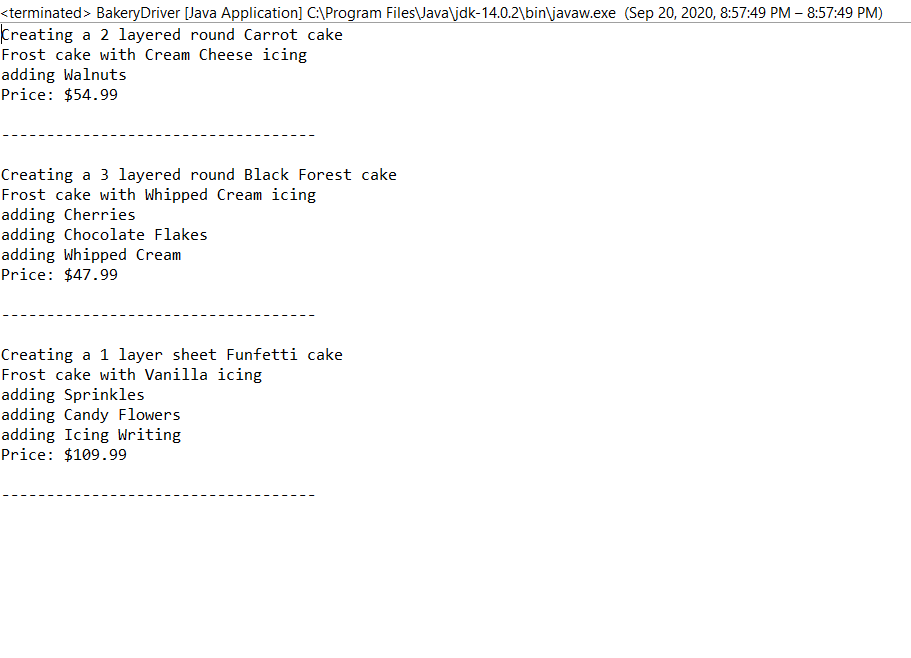 <terminated> BakeryDriver [Java Application] C:\Program Files\Java\jdk-14.0.2\bin\javaw.exe  (Sep 20, 2020, 8:57:49 PM – 8:57:49 PM)
Creating a 2 layered round Carrot cake
Frost cake with Cream Cheese icing
adding Walnuts
Price: $54.99
-----------------------------------
Creating a 3 layered round Black Forest cake
Frost cake with Whipped Cream icing
adding Cherries
adding Chocolate Flakes
adding Whipped Cream
Price: $47.99
-----------------------------------
Creating a 1 layer sheet Funfetti cake
Frost cake with Vanilla icing
adding Sprinkles
adding Candy Flowers
adding Icing Writing
Price: $109.99
-----------------------------------